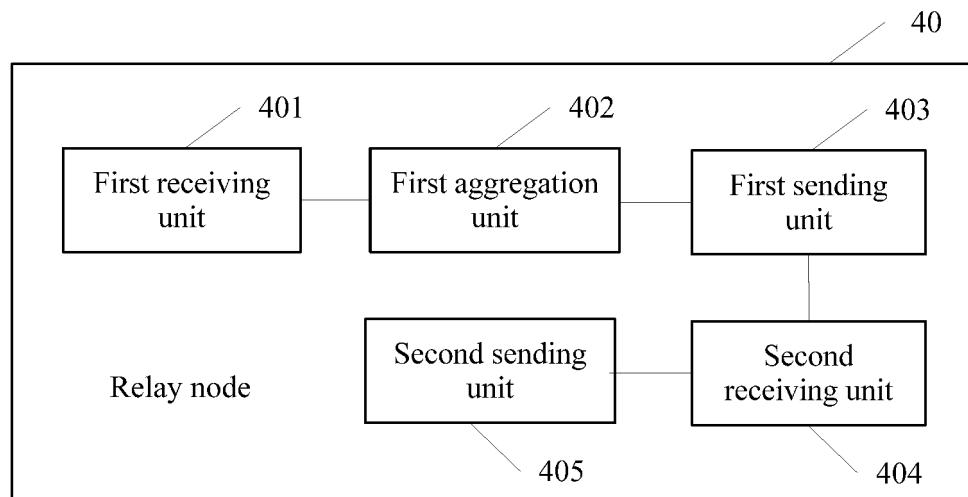 40
401
402
403
First receiving
unit
First aggregation
unit
First sending
unit
Second sending
unit
Second
receiving unit
Relay node
405
404